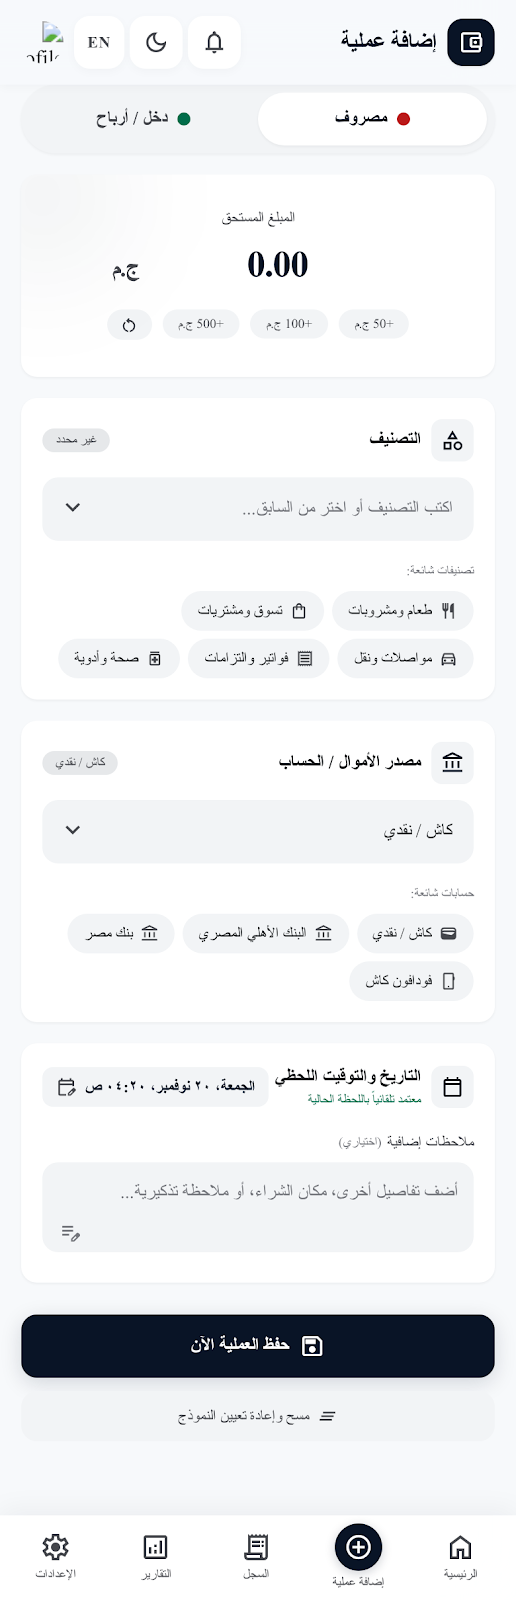 إضافة عملية
EN
مصروف
دخل / أرباح
المبلغ المستحق
0.00 ج.م
+50 ج.م
+100 ج.م
+500 ج.م
التصنيف
غير محدد
اكتب التصنيف أو اختر من السابق...
تصنيفات شائعة:
طعام ومشروبات
تسوق ومشتريات
مواصلات ونقل
فواتير والتزامات
صحة وأدوية
مصدر الأموال / الحساب
كاش / نقدي
كاش / نقدي
حسابات شائعة:
كاش / نقدي
البنك الأهلي المصري
بنك مصر
فودافون كاش
التاريخ والتوقيت اللحظي
معتمد تلقائياً باللحظة الحالية
الجمعة، ٢٠ نوفمبر، ٠٤:٢٠ ص
ملاحظات إضافية (اختياري)
أضف تفاصيل أخرى، مكان الشراء، أو ملاحظة تذكيرية...
حفظ العملية الآن
مسح وإعادة تعيين النموذج
الرئيسية
إضافة عملية
السجل
التقارير
الإعدادات